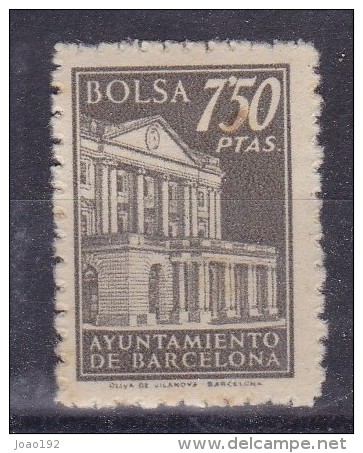 BOLSA 7'50
PTAS.
AYUNTAMIENTO
DE BARCELONA
OLIVA DE VILANOVA - BARCELONA
joao192
www.delcampe.net